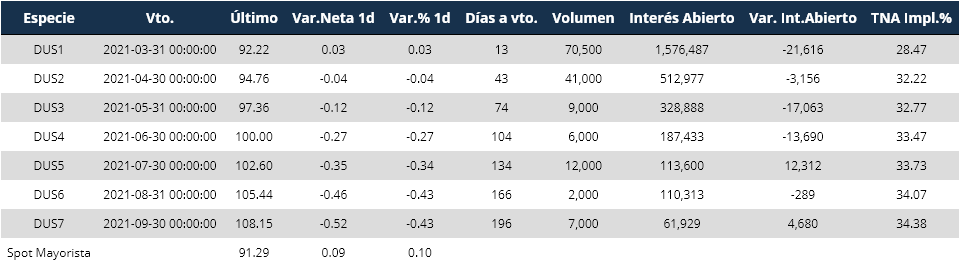 Especie Vto. Último Var.Neta 1d Var.% 1d Días a vto. Volumen Interés Abierto Var. Int.Abierto TNA Impl.%
DUS1 2021-03-31 00:00:00 92.22 0.03 0.03 13 70,500 1,576,487 -21,616 28.47
DUS2 2021-04-30 00:00:00 94.76 -0.04 -0.04 43 41,000 512,977 -3,156 32.22
DUS3 2021-05-31 00:00:00 97.36 -0.12 -0.12 74 9,000 328,888 -17,063 32.77
DUS4 2021-06-30 00:00:00 100.00 -0.27 -0.27 104 6,000 187,433 -13,690 33.47
DUS5 2021-07-30 00:00:00 102.60 -0.35 -0.34 134 12,000 113,600 12,312 33.73
DUS6 2021-08-31 00:00:00 105.44 -0.46 -0.43 166 2,000 110,313 -289 34.07
DUS7 2021-09-30 00:00:00 108.15 -0.52 -0.43 196 7,000 61,929 4,680 34.38
Spot Mayorista 91.29 0.09 0.10